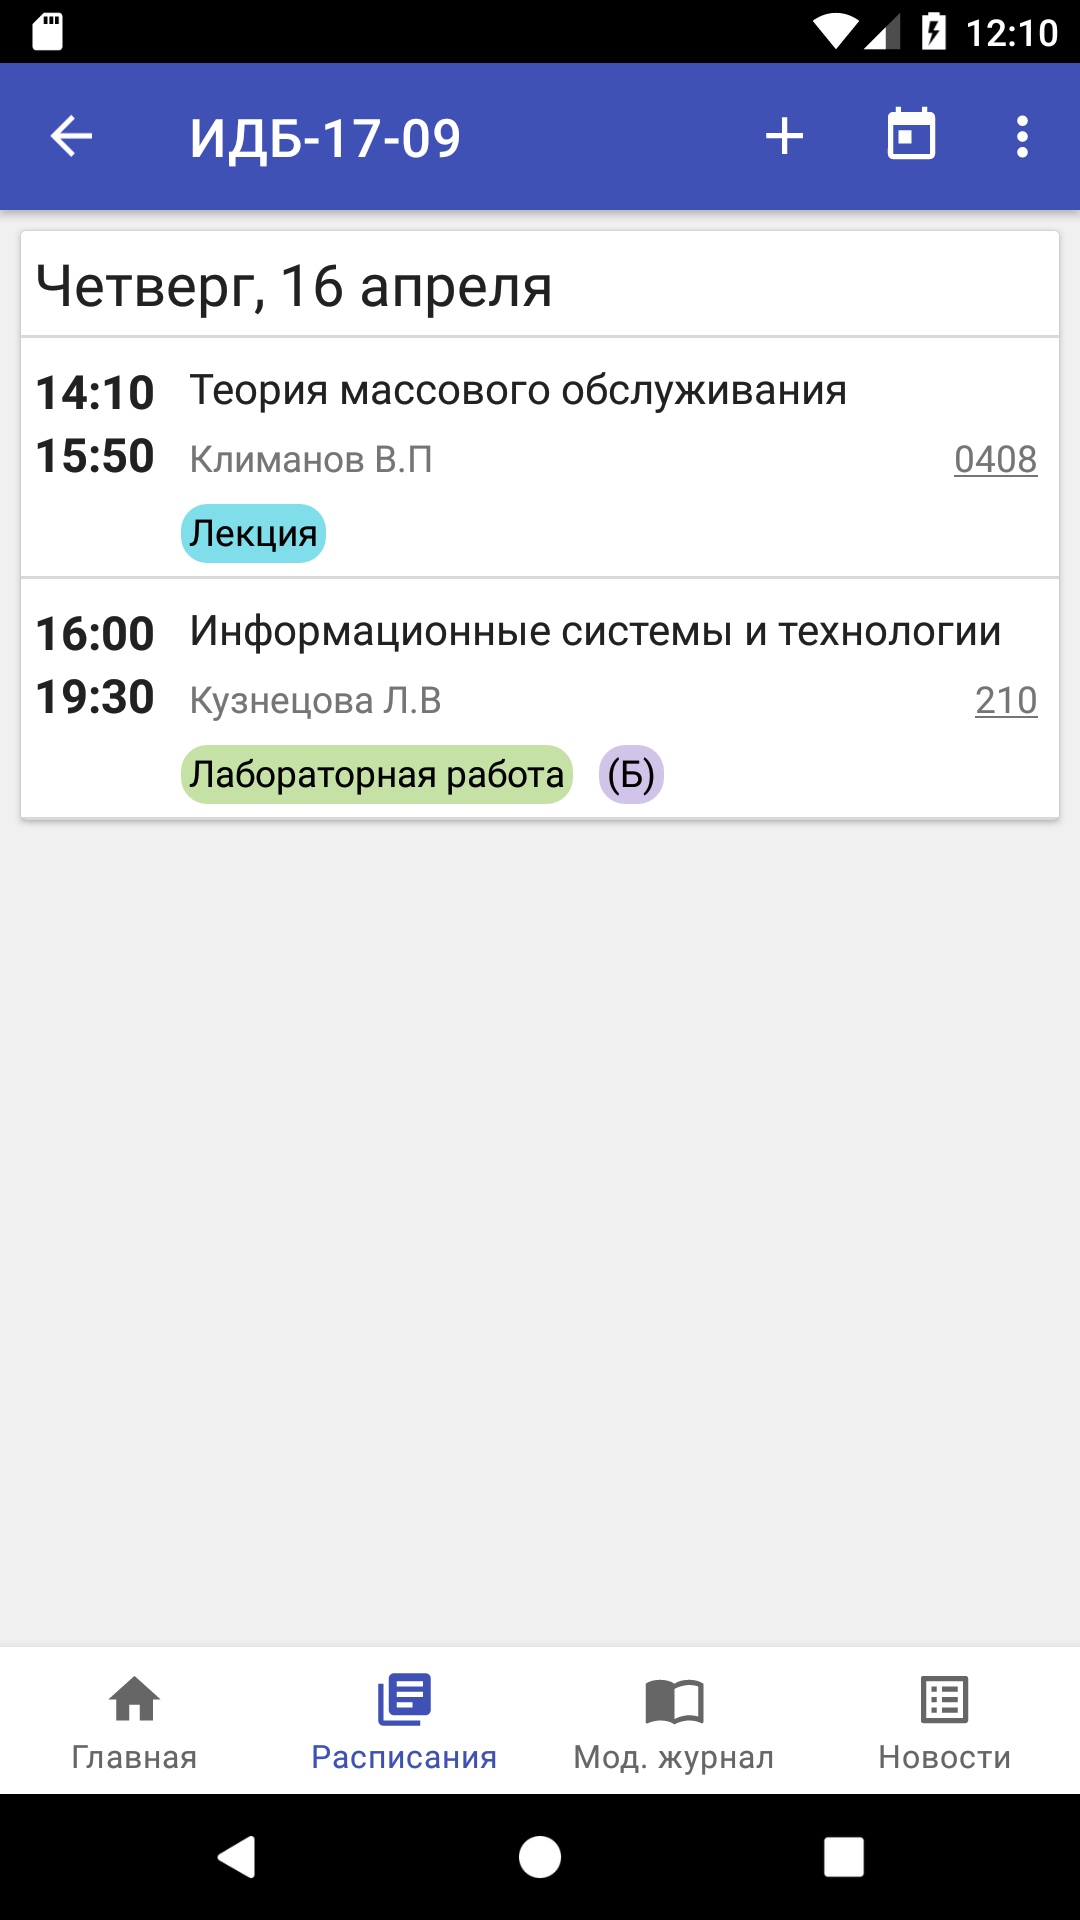 12:10
ИДБ-17-09
Четверг, 16 апреля
14:10 Теория массового обслуживания
15:50 Климанов В.П 0408
Лекция
16:00 Информационные системы и технологии
19:30 Кузнецова Л.В 210
Лабораторная работа (Б)
Главная Расписания Мод. журнал Новости